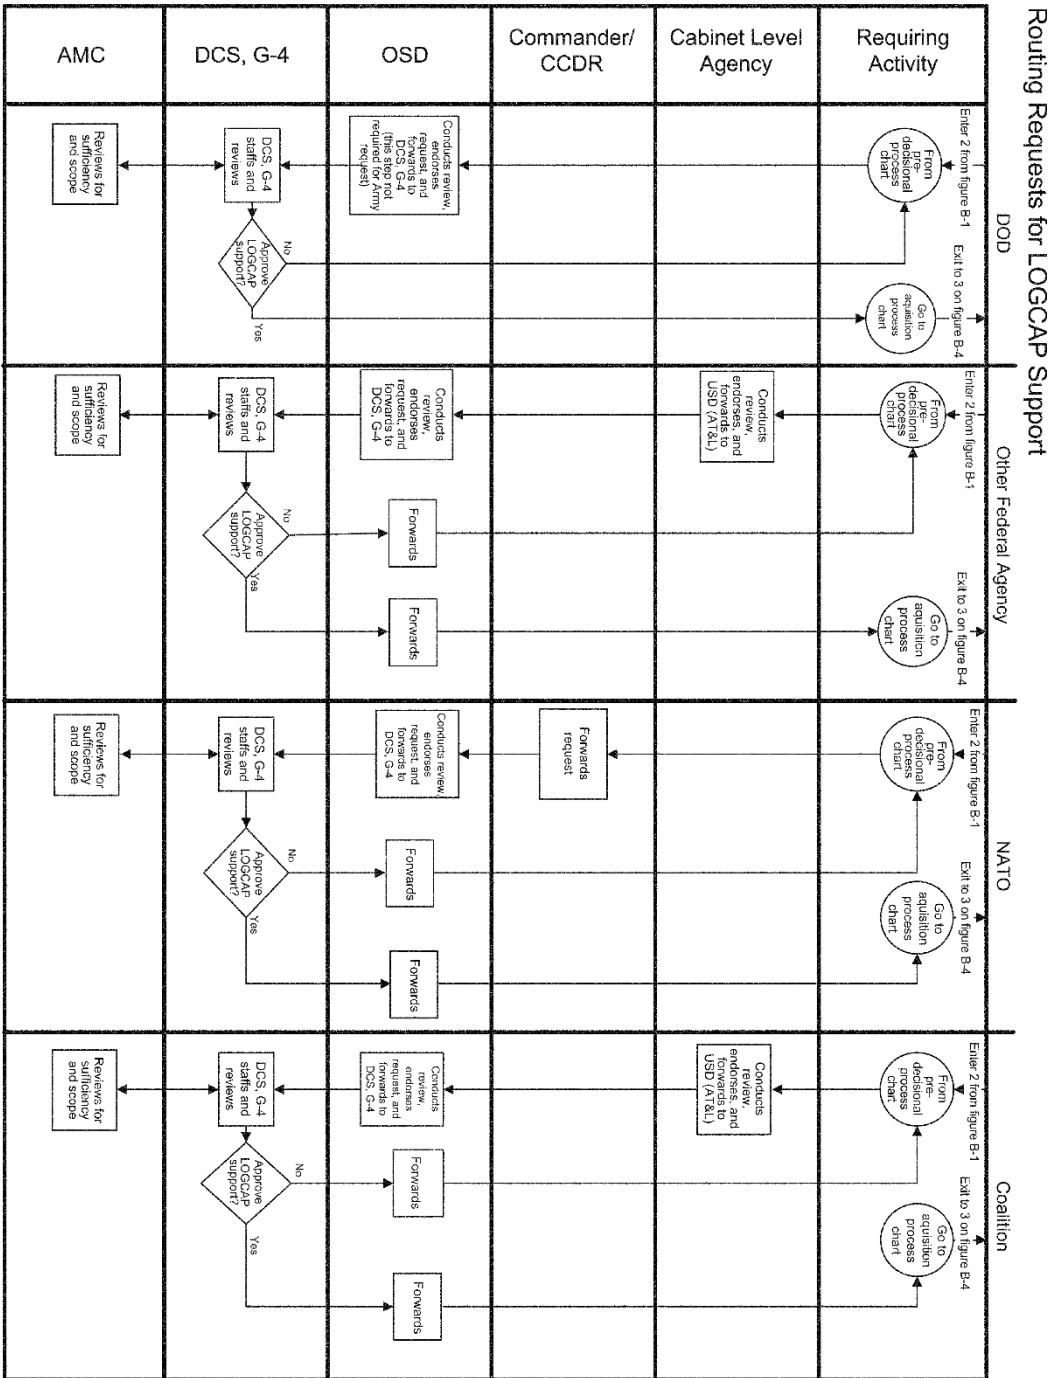 Routing Requests for LOGCAP Support
AMC
DCS, G-4
OSD
Commander/
CCDR
Cabinet Level
Agency
Requiring
Activity
DOD
Enter 2 from figure B-1
From
pre-
decisional
process
chart
Conducts review,
endorses
request, and
forwards to
DCS, G-4
(this step not
required for Army
request)
DCS, G-4
staffs and
reviews
Reviews for
sufficiency
and scope
Approve
LOGCAP
support?
No
Yes
Go to
aquisition
process
chart
Exit to 3 on figure B-4
Other Federal Agency
Enter 2 from figure B-1
From
pre-
decisional
process
chart
Conducts
review,
endorses, and
forwards to
USD (AT&L)
Conducts
review,
endorses
request, and
forwards to
DCS, G-4
DCS, G-4
staffs and
reviews
Reviews for
sufficiency
and scope
Approve
LOGCAP
support?
No
Forwards
Yes
Forwards
Go to
aquisition
process
chart
Exit to 3 on figure B-4
NATO
Enter 2 from figure B-1
From
pre-
decisional
process
chart
Forwards
request
Conducts review,
endorses
request, and
forwards to
DCS, G-4
DCS, G-4
staffs and
reviews
Reviews for
sufficiency
and scope
Approve
LOGCAP
support?
No
Forwards
Yes
Forwards
Go to
aquisition
process
chart
Exit to 3 on figure B-4
Coalition
Enter 2 from figure B-1
From
pre-
decisional
process
chart
Conducts
review,
endorses, and
forwards to
USD (AT&L)
Conducts
review,
endorses
request, and
forwards to
DCS, G-4
DCS, G-4
staffs and
reviews
Reviews for
sufficiency
and scope
Approve
LOGCAP
support?
No
Forwards
Yes
Forwards
Go to
aquisition
process
chart
Exit to 3 on figure B-4